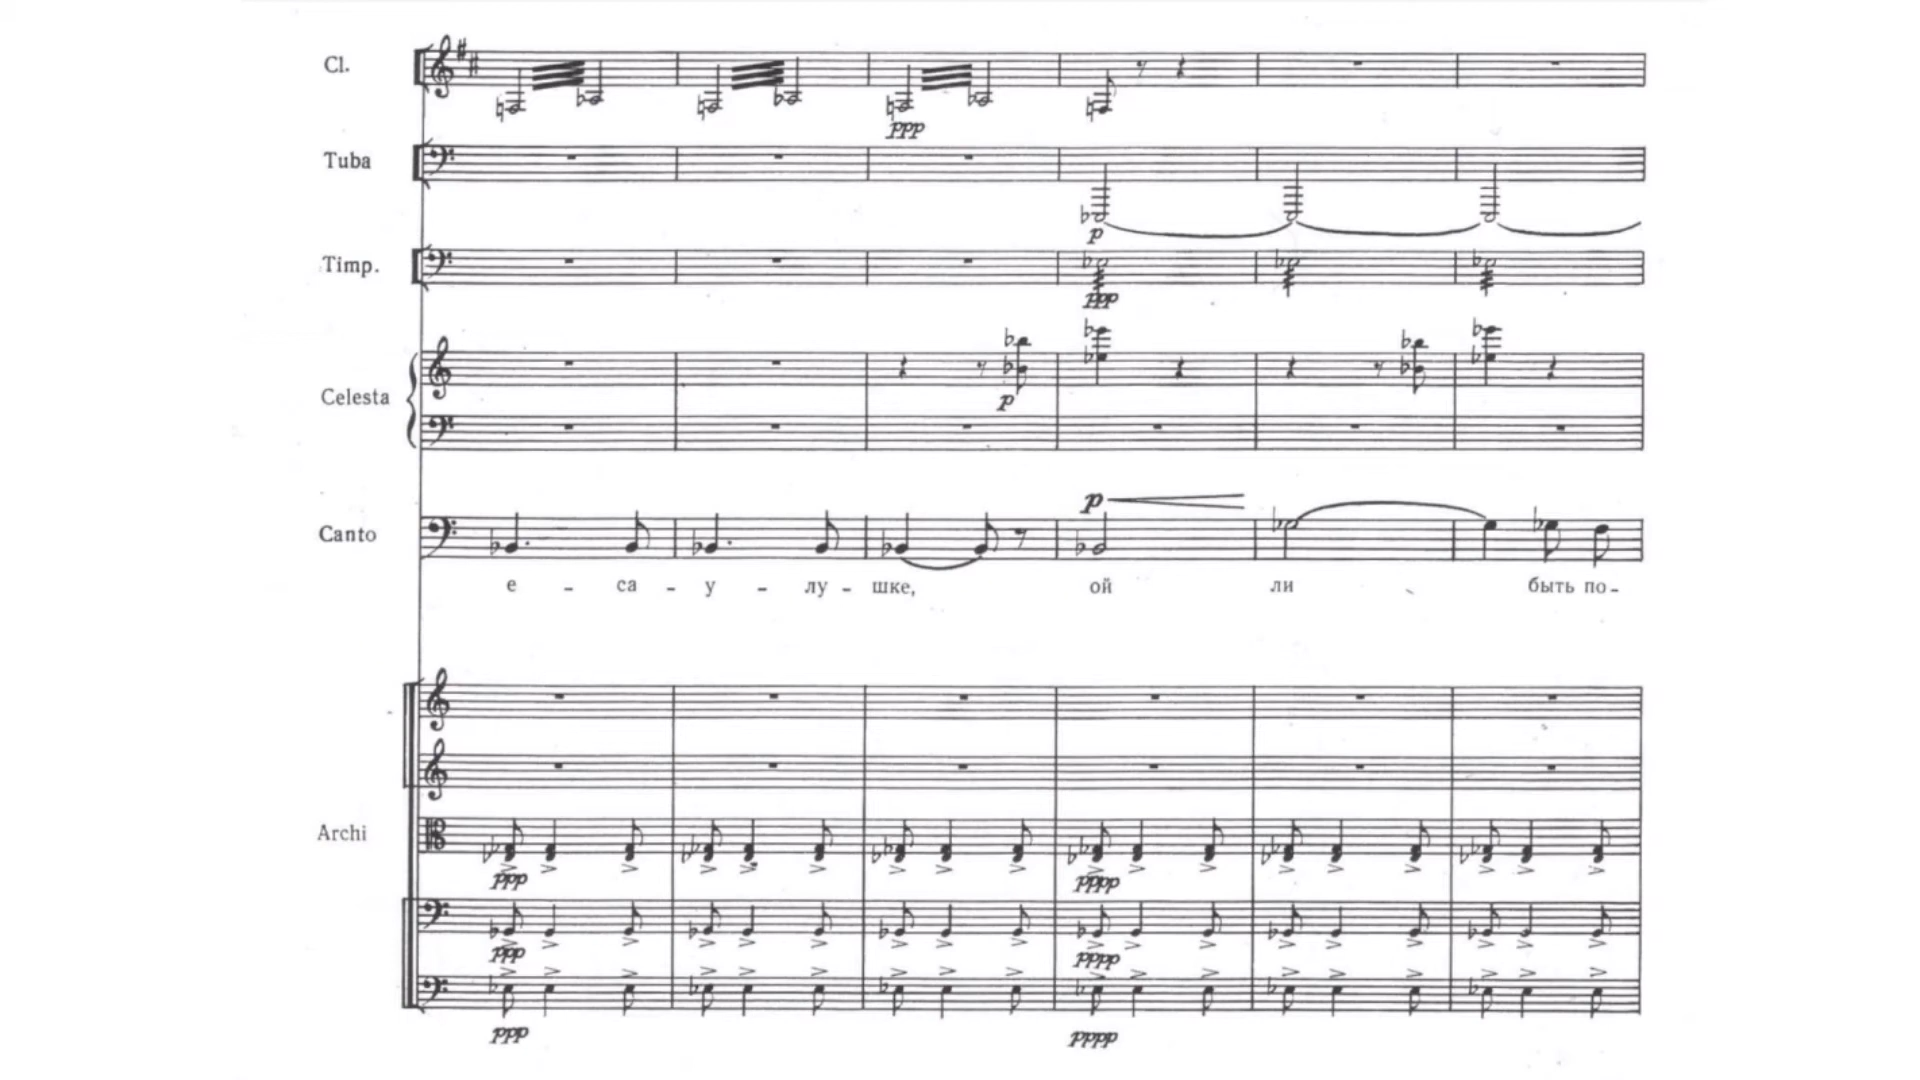 Cl.
ppp
Tuba
p
Timp.
ppp
Celesta
p
p
Canto
е - са - у - лу - шке, ой ли быть по-
Archi
ppp pppp
ppp pppp
ppp pppp